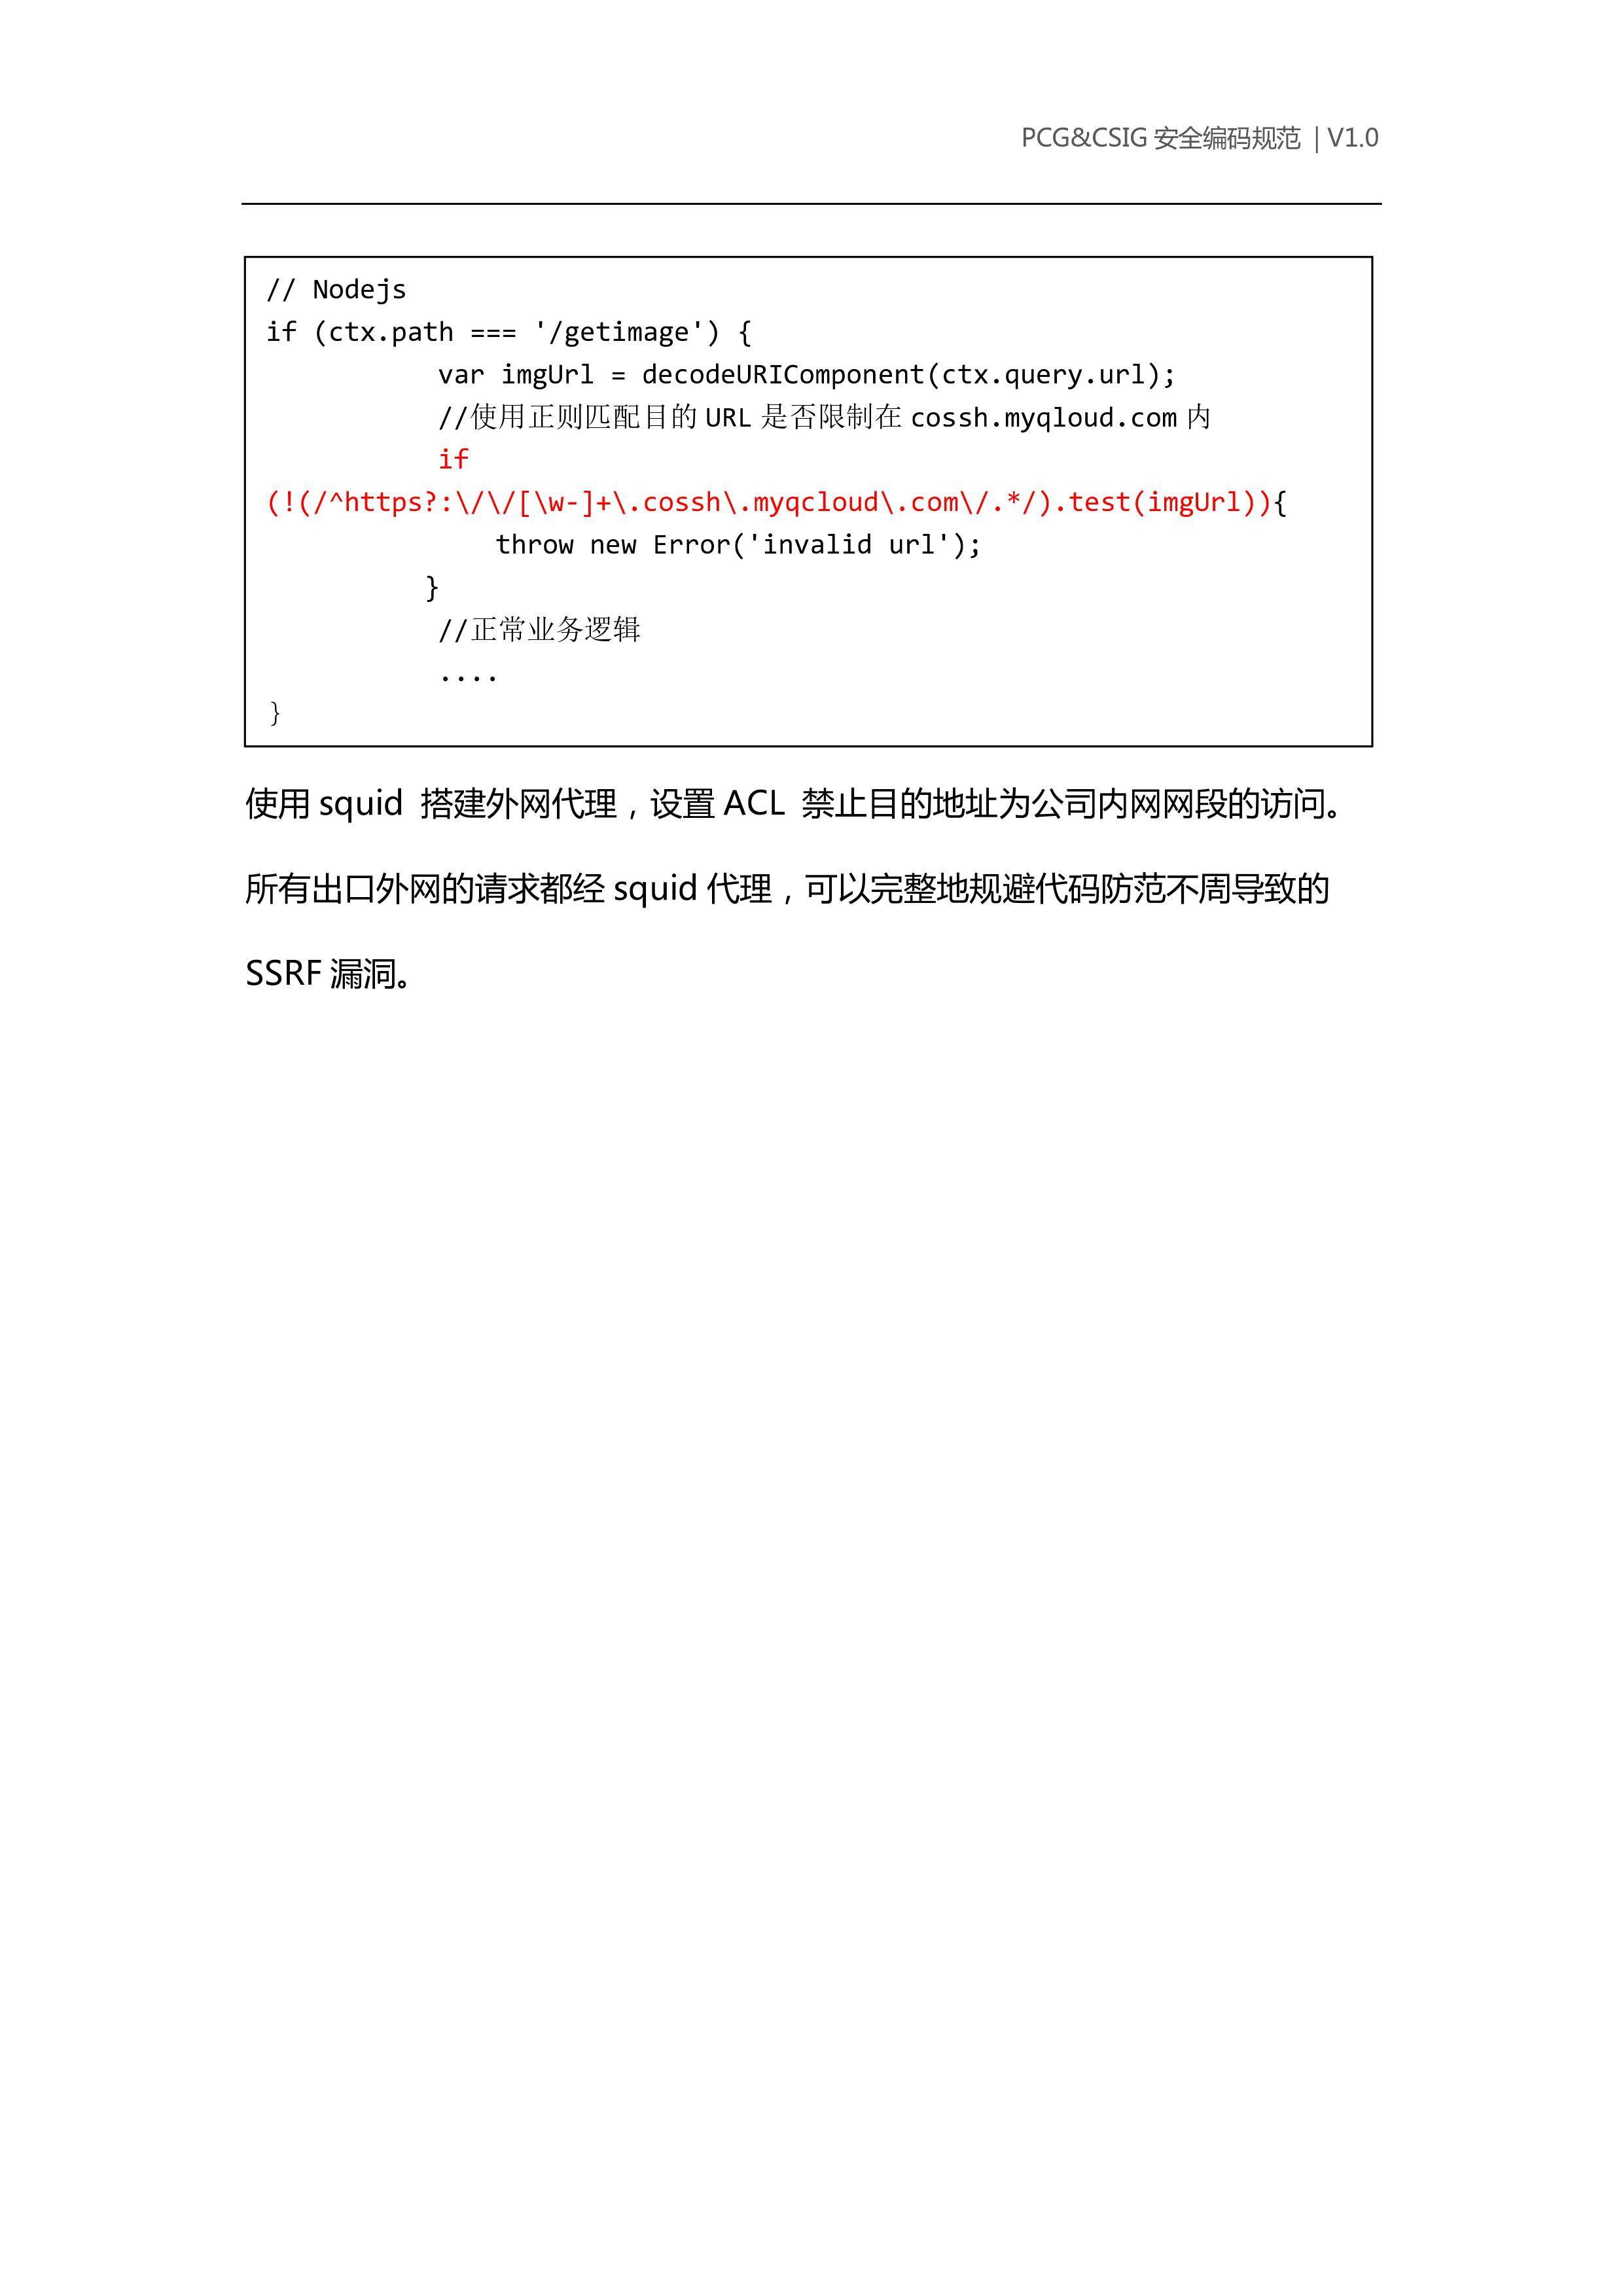 PCG&CSIG 安全编码规范 | V1.0
// Nodejs
if (ctx.path === '/getimage') {
var imgUrl = decodeURIComponent(ctx.query.url);
//使用正则匹配目的 URL 是否限制在 cossh.myqloud.com 内
if
(!(/^https?:\/\/[\w-]+\.cossh\.myqcloud\.com\/.*/).test(imgUrl)){
throw new Error('invalid url');
}
//正常业务逻辑
....
}
使用 squid 搭建外网代理，设置 ACL 禁止目的地址为公司内网网段的访问。
所有出口外网的请求都经 squid 代理，可以完整地规避代码防范不周导致的
SSRF 漏洞。